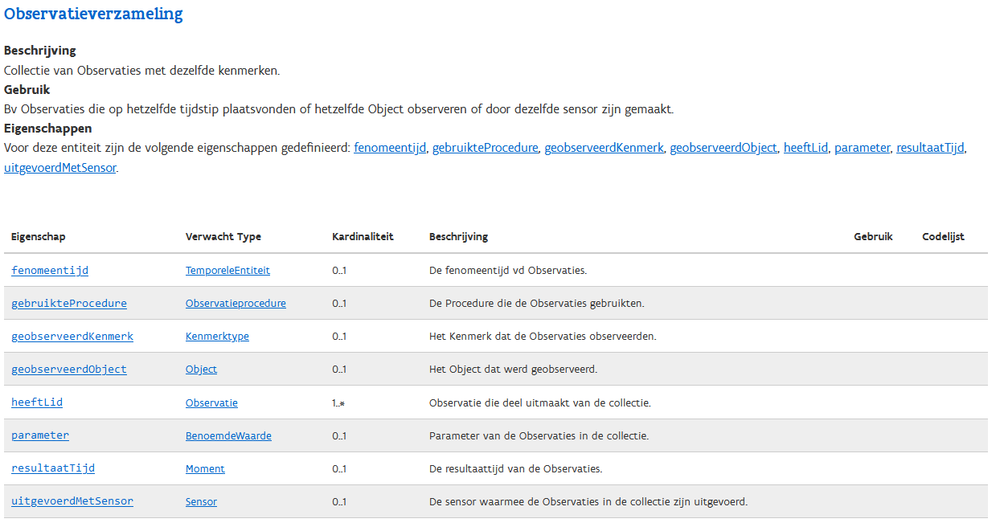 Observatieverzameling
Beschrijving
Collectie van Observaties met dezelfde kenmerken.
Gebruik
Bv Observaties die op hetzelfde tijdstip plaatsvonden of hetzelfde Object observeren of door dezelfde sensor zijn gemaakt.
Eigenschappen
Voor deze entiteit zijn de volgende eigenschappen gedefinieerd: fenomeentijd, gebruikteProcedure, geobserveerdKenmerk, geobserveerdObject, heeftLid, parameter, resultaatTijd,
uitgevoerdMetSensor.
Eigenschap Verwacht Type Kardinaliteit Beschrijving Gebruik Codelijst
fenomeentijd TemporeleEntiteit 0..1 De fenomeentijd vd Observaties.
gebruikteProcedure Observatieprocedure 0..1 De Procedure die de Observaties gebruikten.
geobserveerdKenmerk Kenmerktype 0..1 Het Kenmerk dat de Observaties observeerden.
geobserveerdObject Object 0..1 Het Object dat werd geobserveerd.
heeftLid Observatie 1..* Observatie die deel uitmaakt van de collectie.
parameter BenoemdeWaarde 0..1 Parameter van de Observaties in de collectie.
resultaatTijd Moment 0..1 De resultaattijd van de Observaties.
uitgevoerdMetSensor Sensor 0..1 De sensor waarmee de Observaties in de collectie zijn uitgevoerd.